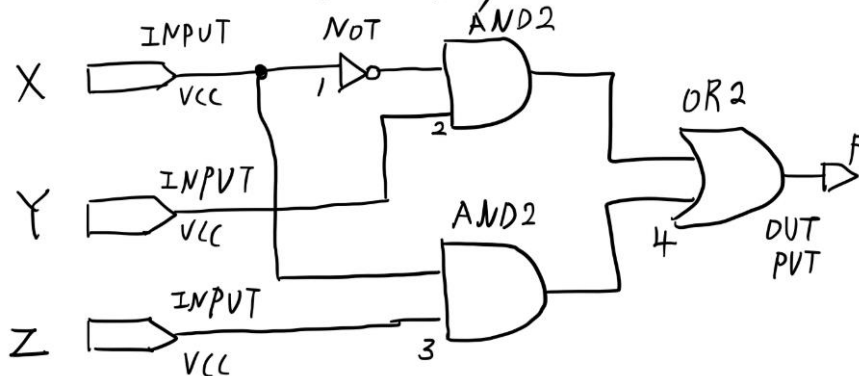 INPUT
NOT
AND2
X
VCC
1
2
OR2
F
INPUT
Y
VCC
AND2
4
OUT
PUT
INPUT
Z
VCC
3